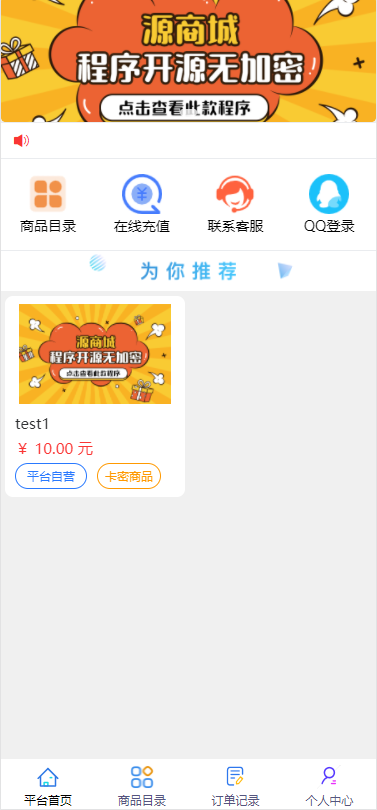 源商城
程序开源无加密
点击查看此款程序
商品目录
在线充值
联系客服
QQ登录
为你推荐
源商城
程序开源无加密
点击查看此款程序
test1
￥ 10.00 元
平台自营
卡密商品
平台首页
商品目录
订单记录
个人中心